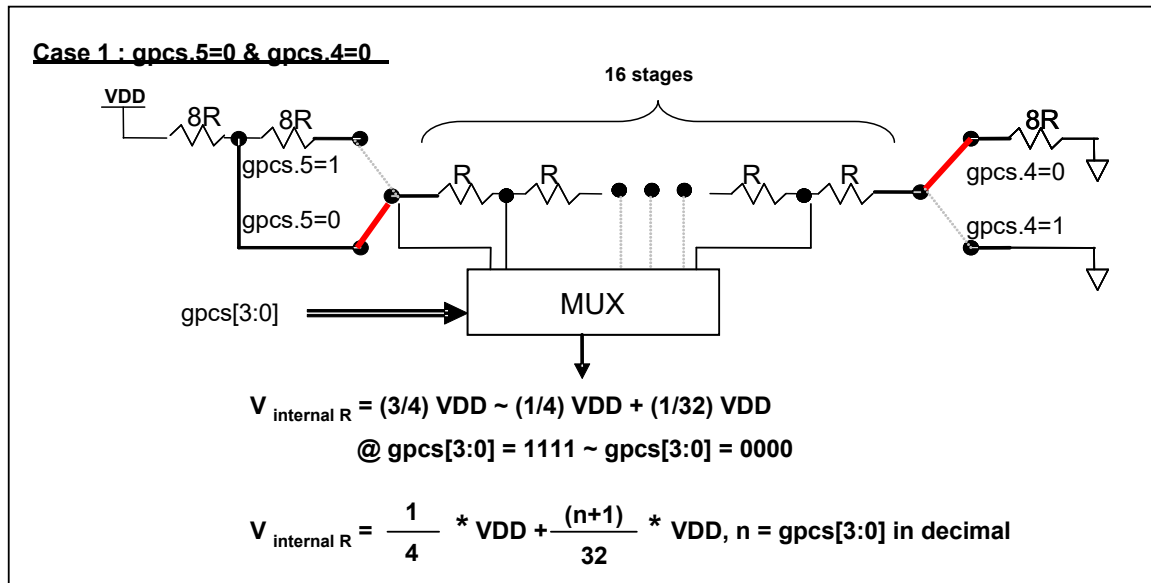 Case 1 : gpcs.5=0 & gpcs.4=0
16 stages
VDD
8R
8R
8R
gpcs.5=1
R
R
R
R
gpcs.4=0
gpcs.5=0
gpcs.4=1
gpcs[3:0]
MUX
V internal R = (3/4) VDD ~ (1/4) VDD + (1/32) VDD
@ gpcs[3:0] = 1111 ~ gpcs[3:0] = 0000
V internal R = 1/4 * VDD + (n+1)/32 * VDD, n = gpcs[3:0] in decimal